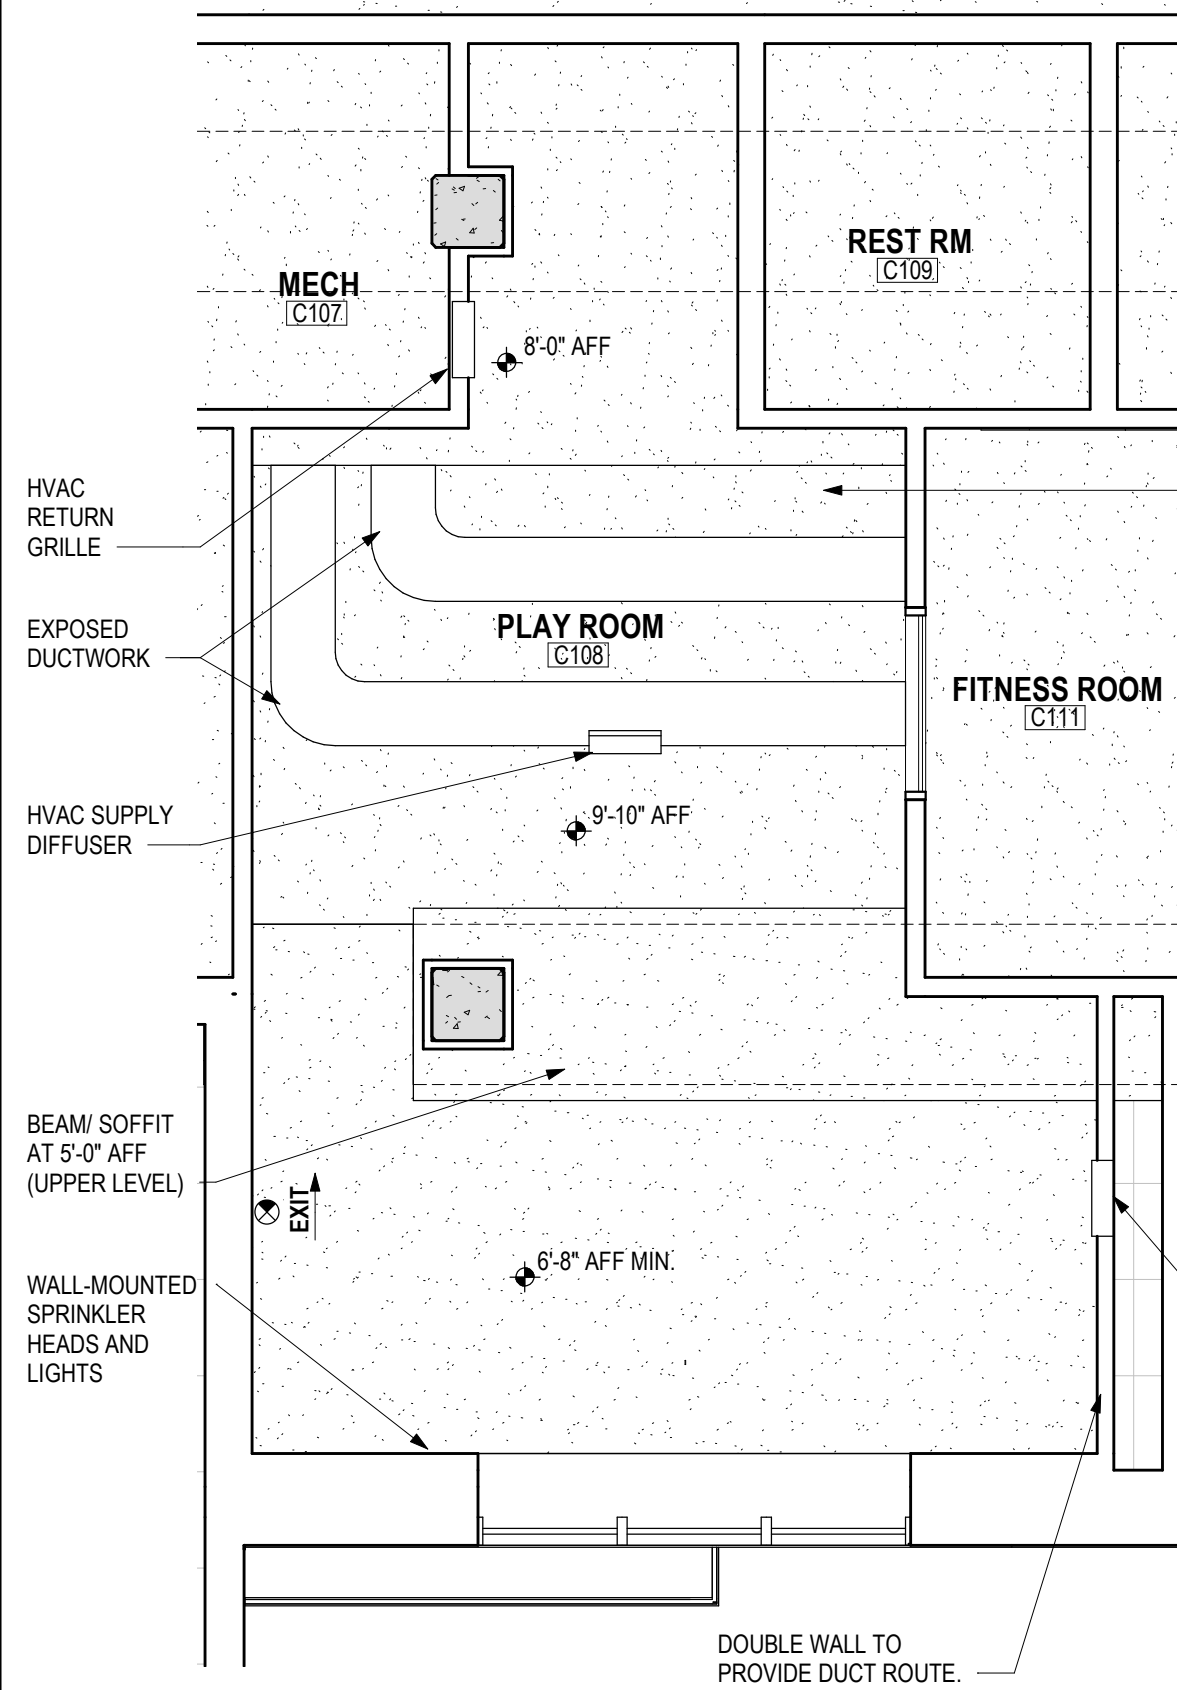 REST RM
C109
MECH
C107
8'-0" AFF
HVAC
RETURN
GRILLE
EXPOSED
DUCTWORK
PLAY ROOM
C108
FITNESS ROOM
C111
HVAC SUPPLY
DIFFUSER
9'-10" AFF
BEAM/ SOFFIT
AT 5'-0" AFF
(UPPER LEVEL)
EXIT
6'-8" AFF MIN.
WALL-MOUNTED
SPRINKLER
HEADS AND
LIGHTS
DOUBLE WALL TO
PROVIDE DUCT ROUTE.